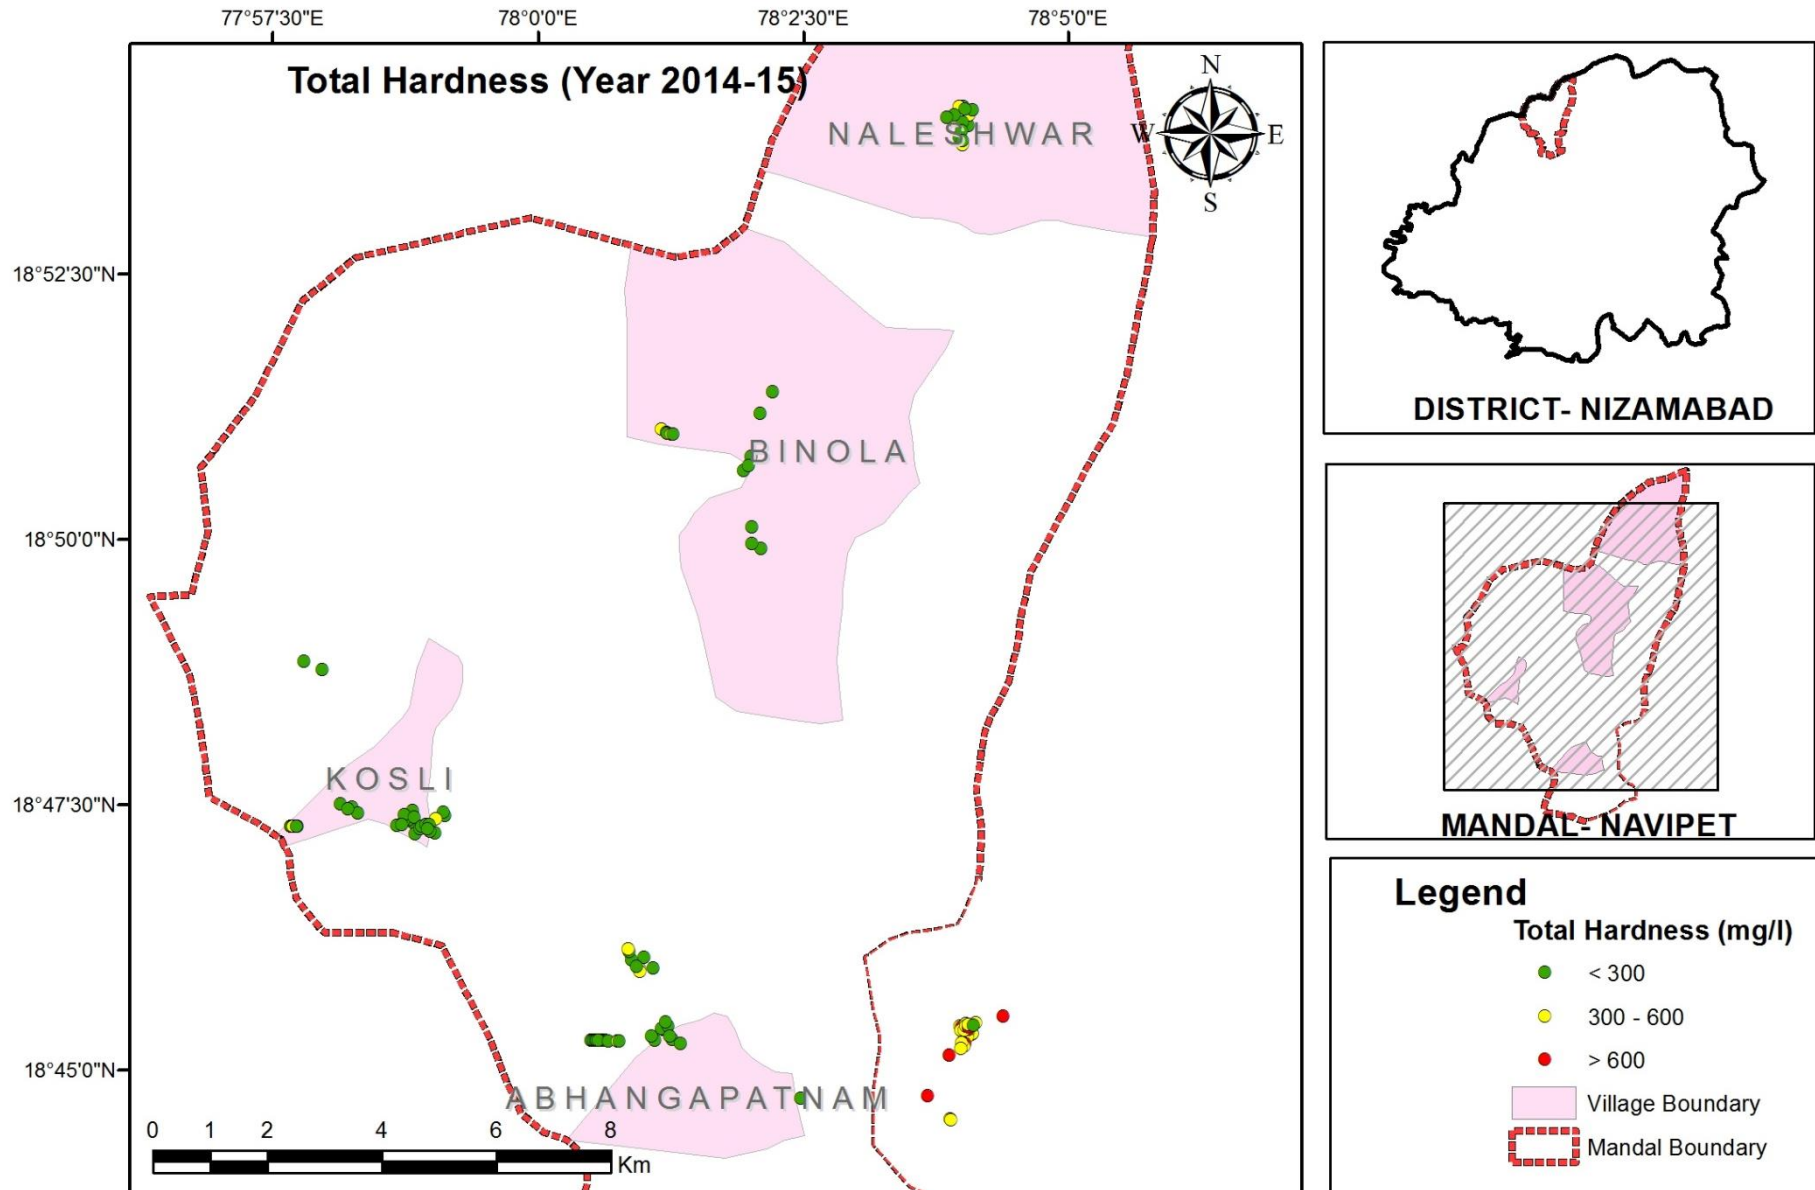 77°57'30"E 78°0'0"E 78°2'30"E 78°5'0"E
Total Hardness (Year 2014-15)
N
W E
S
NALESHWAR
18°52'30"N
BINOLA
18°50'0"N
KOSLI
18°47'30"N
18°45'0"N
ABHANGAPATNAM
0 1 2 4 6 8
Km
DISTRICT- NIZAMABAD
MANDAL- NAVIPET
Legend
Total Hardness (mg/l)
< 300
300 - 600
> 600
Village Boundary
Mandal Boundary